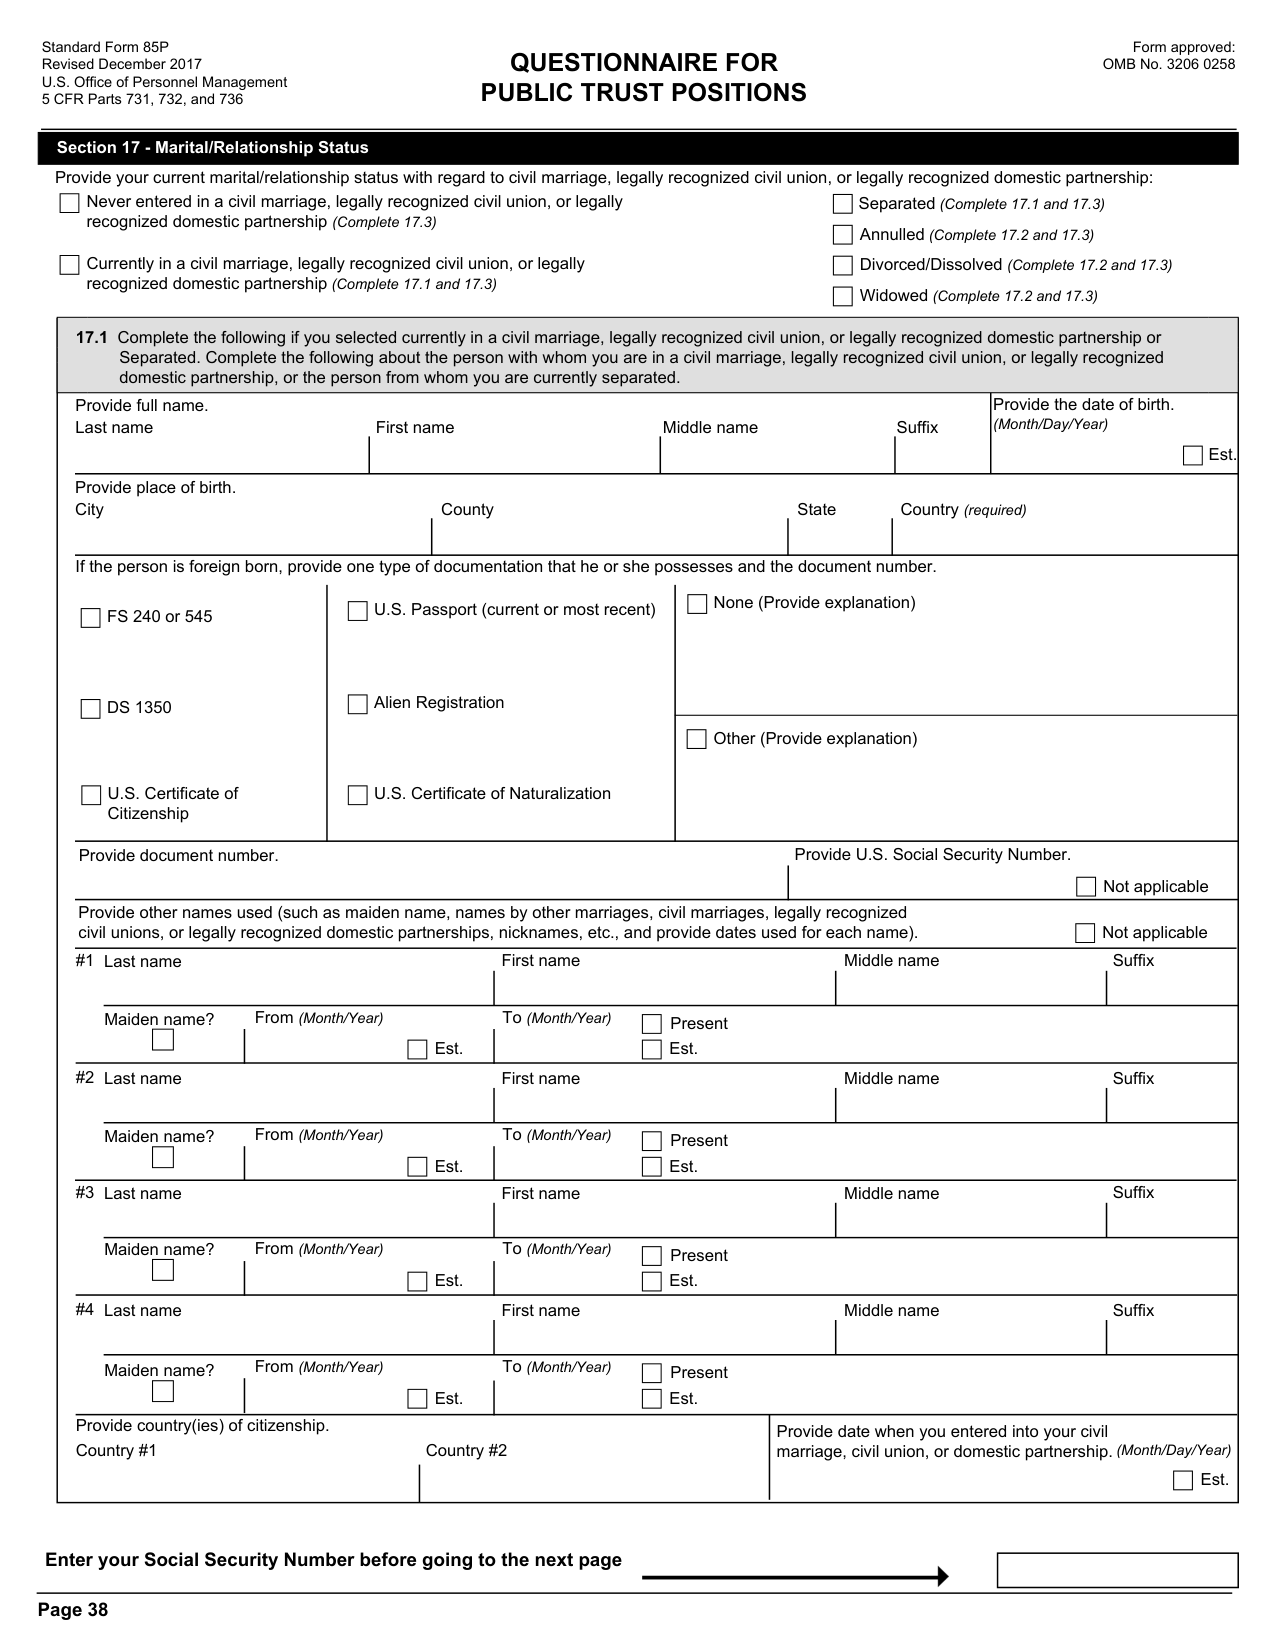 Standard Form 85P
Revised December 2017
U.S. Office of Personnel Management
5 CFR Parts 731, 732, and 736
QUESTIONNAIRE FOR
PUBLIC TRUST POSITIONS
Form approved:
OMB No. 3206 0258
Section 17 - Marital/Relationship Status
Provide your current marital/relationship status with regard to civil marriage, legally recognized civil union, or legally recognized domestic partnership:
Never entered in a civil marriage, legally recognized civil union, or legally
recognized domestic partnership (Complete 17.3)
Currently in a civil marriage, legally recognized civil union, or legally
recognized domestic partnership (Complete 17.1 and 17.3)
Separated (Complete 17.1 and 17.3)
Annulled (Complete 17.2 and 17.3)
Divorced/Dissolved (Complete 17.2 and 17.3)
Widowed (Complete 17.2 and 17.3)
17.1 Complete the following if you selected currently in a civil marriage, legally recognized civil union, or legally recognized domestic partnership or
Separated. Complete the following about the person with whom you are in a civil marriage, legally recognized civil union, or legally recognized
domestic partnership, or the person from whom you are currently separated.
Provide full name.
Last name First name Middle name Suffix
Provide the date of birth.
(Month/Day/Year)
Est.
Provide place of birth.
City County State Country (required)
If the person is foreign born, provide one type of documentation that he or she possesses and the document number.
FS 240 or 545
DS 1350
U.S. Certificate of
Citizenship
U.S. Passport (current or most recent)
Alien Registration
U.S. Certificate of Naturalization
None (Provide explanation)
Other (Provide explanation)
Provide document number.
Provide U.S. Social Security Number.
Not applicable
Provide other names used (such as maiden name, names by other marriages, civil marriages, legally recognized
civil unions, or legally recognized domestic partnerships, nicknames, etc., and provide dates used for each name).
Not applicable
#1 Last name First name Middle name Suffix
Maiden name? From (Month/Year) To (Month/Year) Present
Est. Est.
#2 Last name First name Middle name Suffix
Maiden name? From (Month/Year) To (Month/Year) Present
Est. Est.
#3 Last name First name Middle name Suffix
Maiden name? From (Month/Year) To (Month/Year) Present
Est. Est.
#4 Last name First name Middle name Suffix
Maiden name? From (Month/Year) To (Month/Year) Present
Est. Est.
Provide country(ies) of citizenship.
Country #1 Country #2
Provide date when you entered into your civil
marriage, civil union, or domestic partnership. (Month/Day/Year)
Est.
Enter your Social Security Number before going to the next page
Page 38